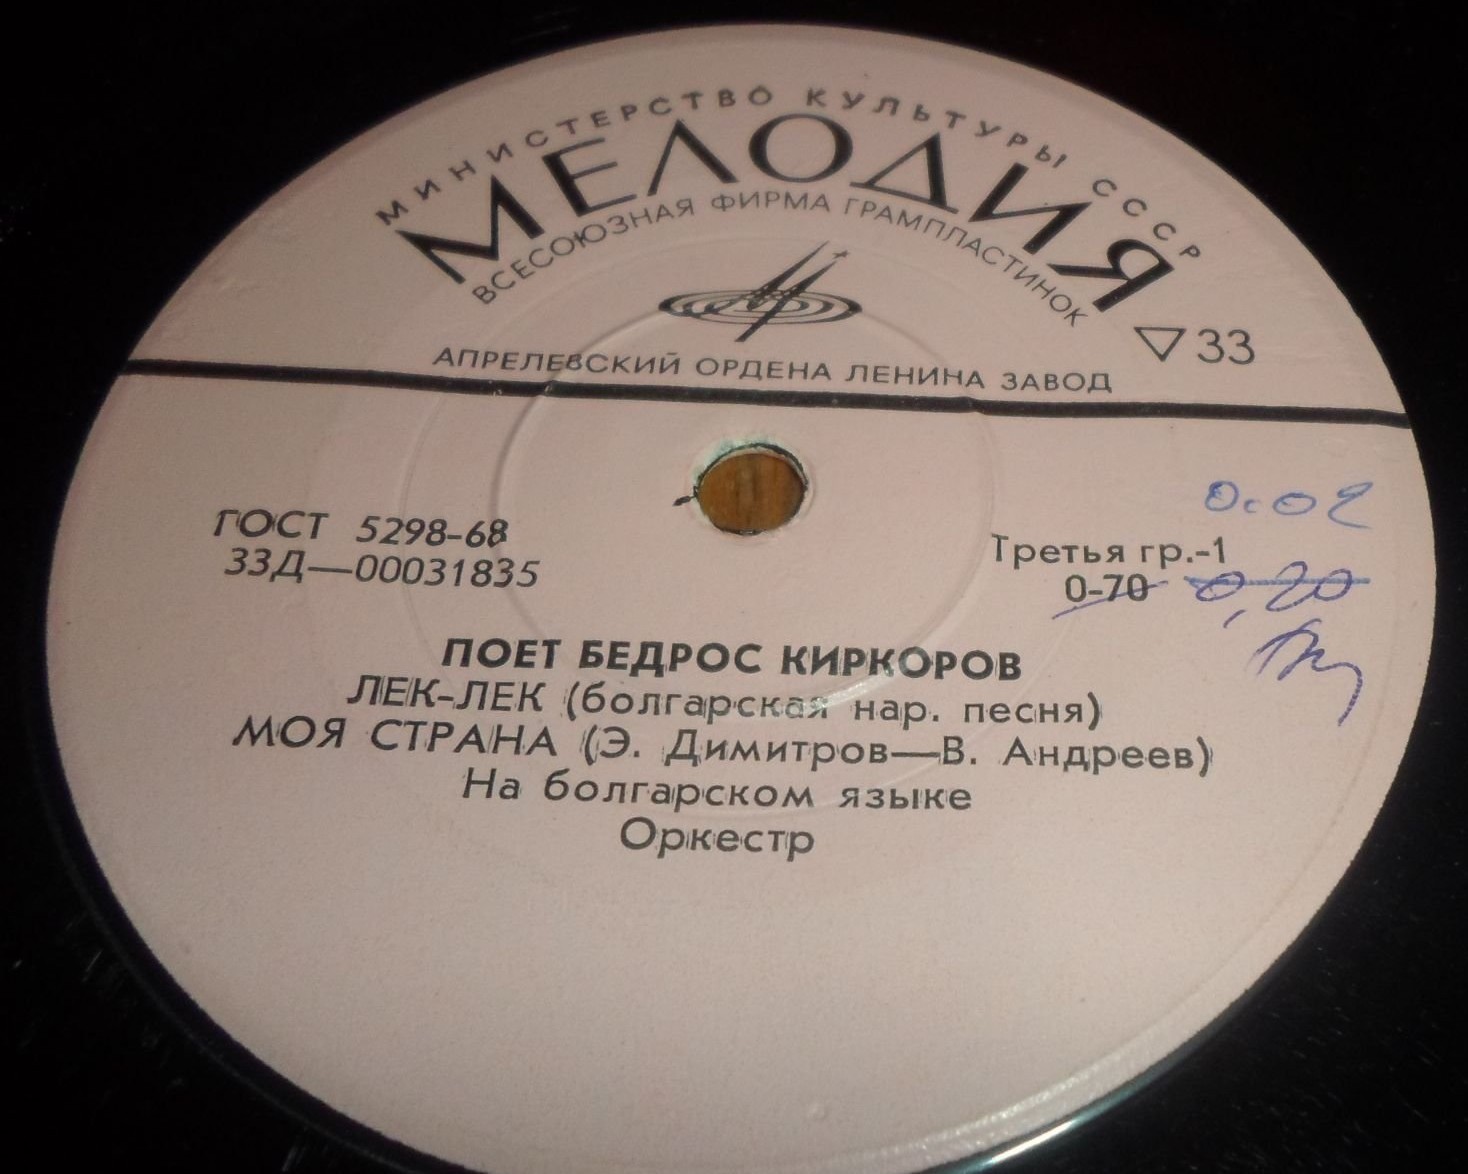 МИНИСТЕРСТВО КУЛЬТУРЫ СССР
МЕЛОДИЯ
ВСЕСОЮЗНАЯ ФИРМА ГРАМПЛАСТИНОК
33
АПРЕЛЕВСКИЙ ОРДЕНА ЛЕНИНА ЗАВОД
ГОСТ 5298-68
33Д—00031835
Третья гр.-1
0-70 0,20
ПОЕТ БЕДРОС КИРКОРОВ
ЛЕК-ЛЕК (болгарская нар. песня)
МОЯ СТРАНА (Э. Димитров—В. Андреев)
На болгарском языке
Оркестр